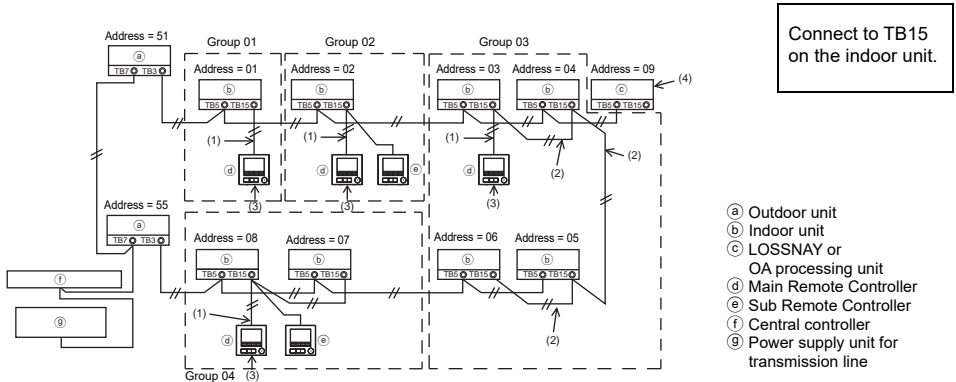 Connect to TB15
on the indoor unit.
Address = 51
ⓐ
TB7 TB3
Group 01
Address = 01
ⓑ
TB5 TB15
(1)
ⓓ
(3)
Group 02
Address = 02
ⓑ
TB5 TB15
(1)
ⓓ
ⓔ
(3)
Group 03
Address = 03
ⓑ
TB5 TB15
(1)
ⓓ
(3)
Address = 04
ⓑ
TB5 TB15
(2)
(2)
Address = 09
ⓒ
TB5 TB15
(4)
Address = 55
ⓐ
TB7 TB3
ⓕ
ⓖ
Address = 08
ⓑ
TB5 TB15
(1)
ⓓ
ⓔ
(3)
Group 04
Address = 07
ⓑ
TB5 TB15
Address = 06
ⓑ
TB5 TB15
Address = 05
ⓑ
TB5 TB15
(2)
ⓐ Outdoor unit
ⓑ Indoor unit
ⓒ LOSSNAY or
OA processing unit
ⓓ Main Remote Controller
ⓔ Sub Remote Controller
ⓕ Central controller
ⓖ Power supply unit for
transmission line